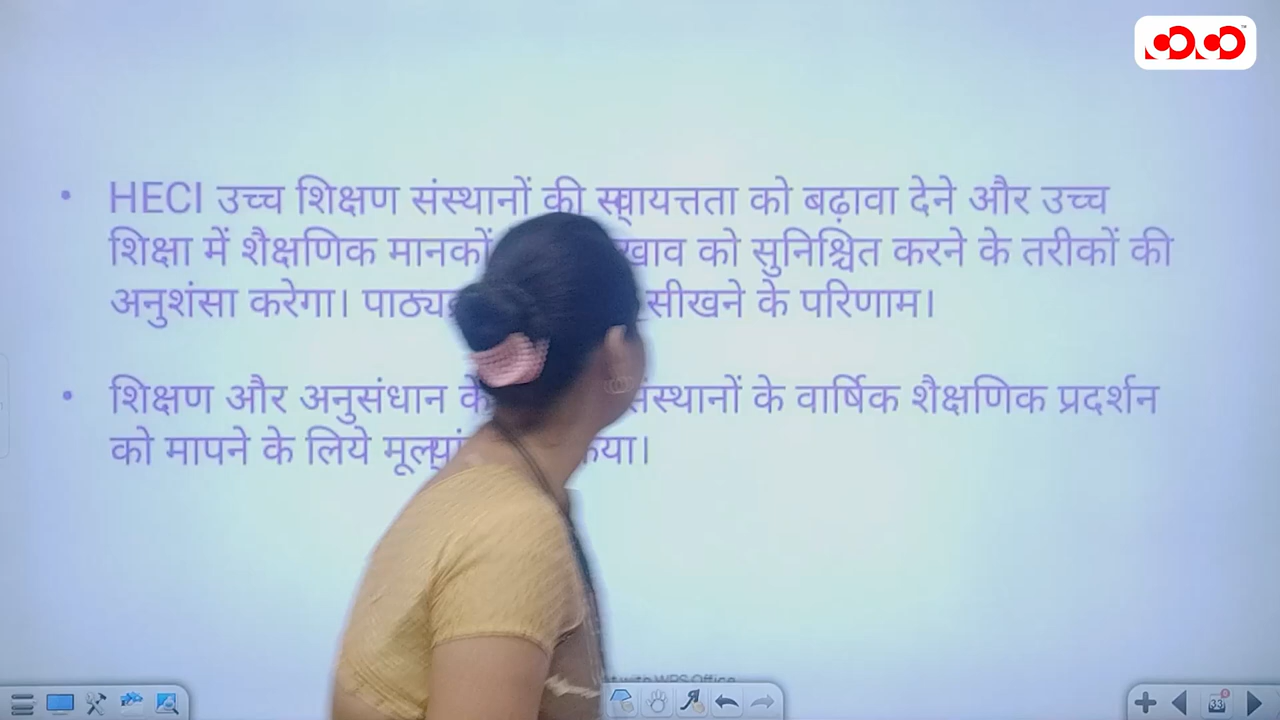 HECI उच्च शिक्षण संस्थानों की स्वायत्तता को बढ़ावा देने और उच्च
शिक्षा में शैक्षणिक मानकों को सुनिश्चित करने के तरीकों की
अनुशंसा करेगा। सीखने के परिणाम।
शिक्षण और अनुसंधान संस्थानों के वार्षिक शैक्षणिक प्रदर्शन
को मापने के लिये
33